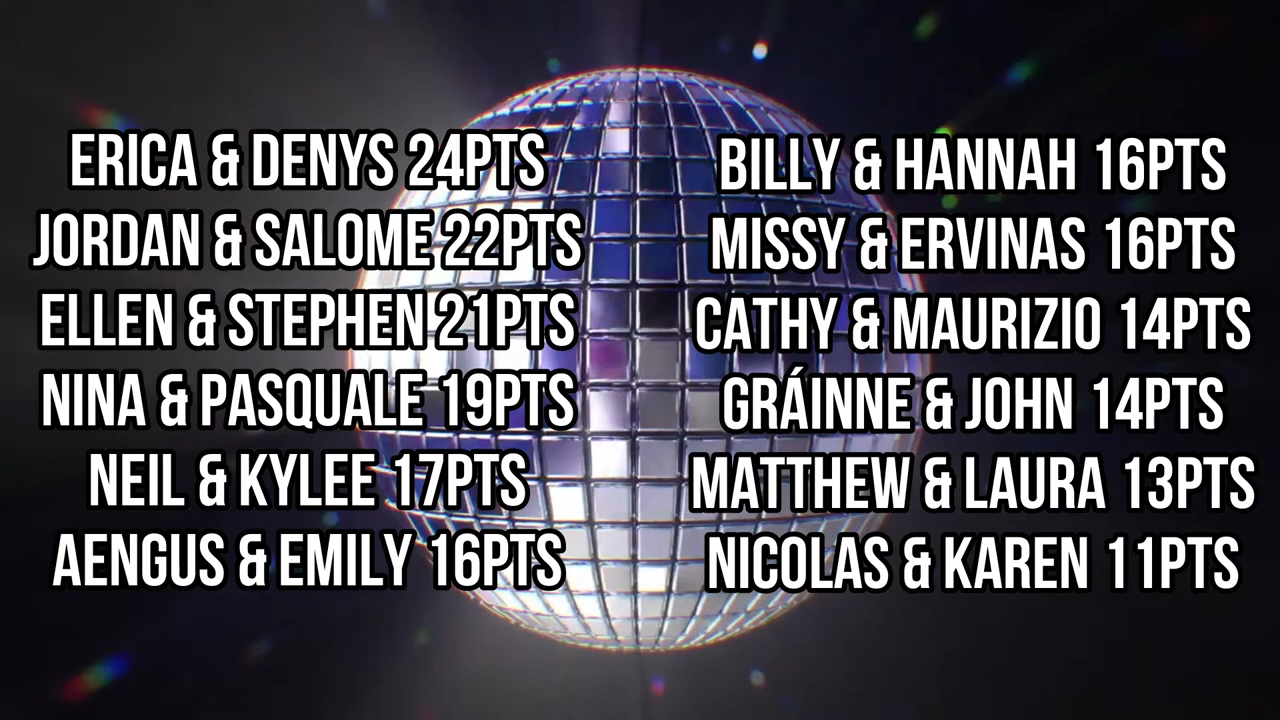 ERICA & DENYS 24PTS
JORDAN & SALOME 22PTS
ELLEN & STEPHEN 21PTS
NINA & PASQUALE 19PTS
NEIL & KYLEE 17PTS
AENGUS & EMILY 16PTS
BILLY & HANNAH 16PTS
MISSY & ERVINAS 16PTS
CATHY & MAURIZIO 14PTS
GRÁINNE & JOHN 14PTS
MATTHEW & LAURA 13PTS
NICOLAS & KAREN 11PTS